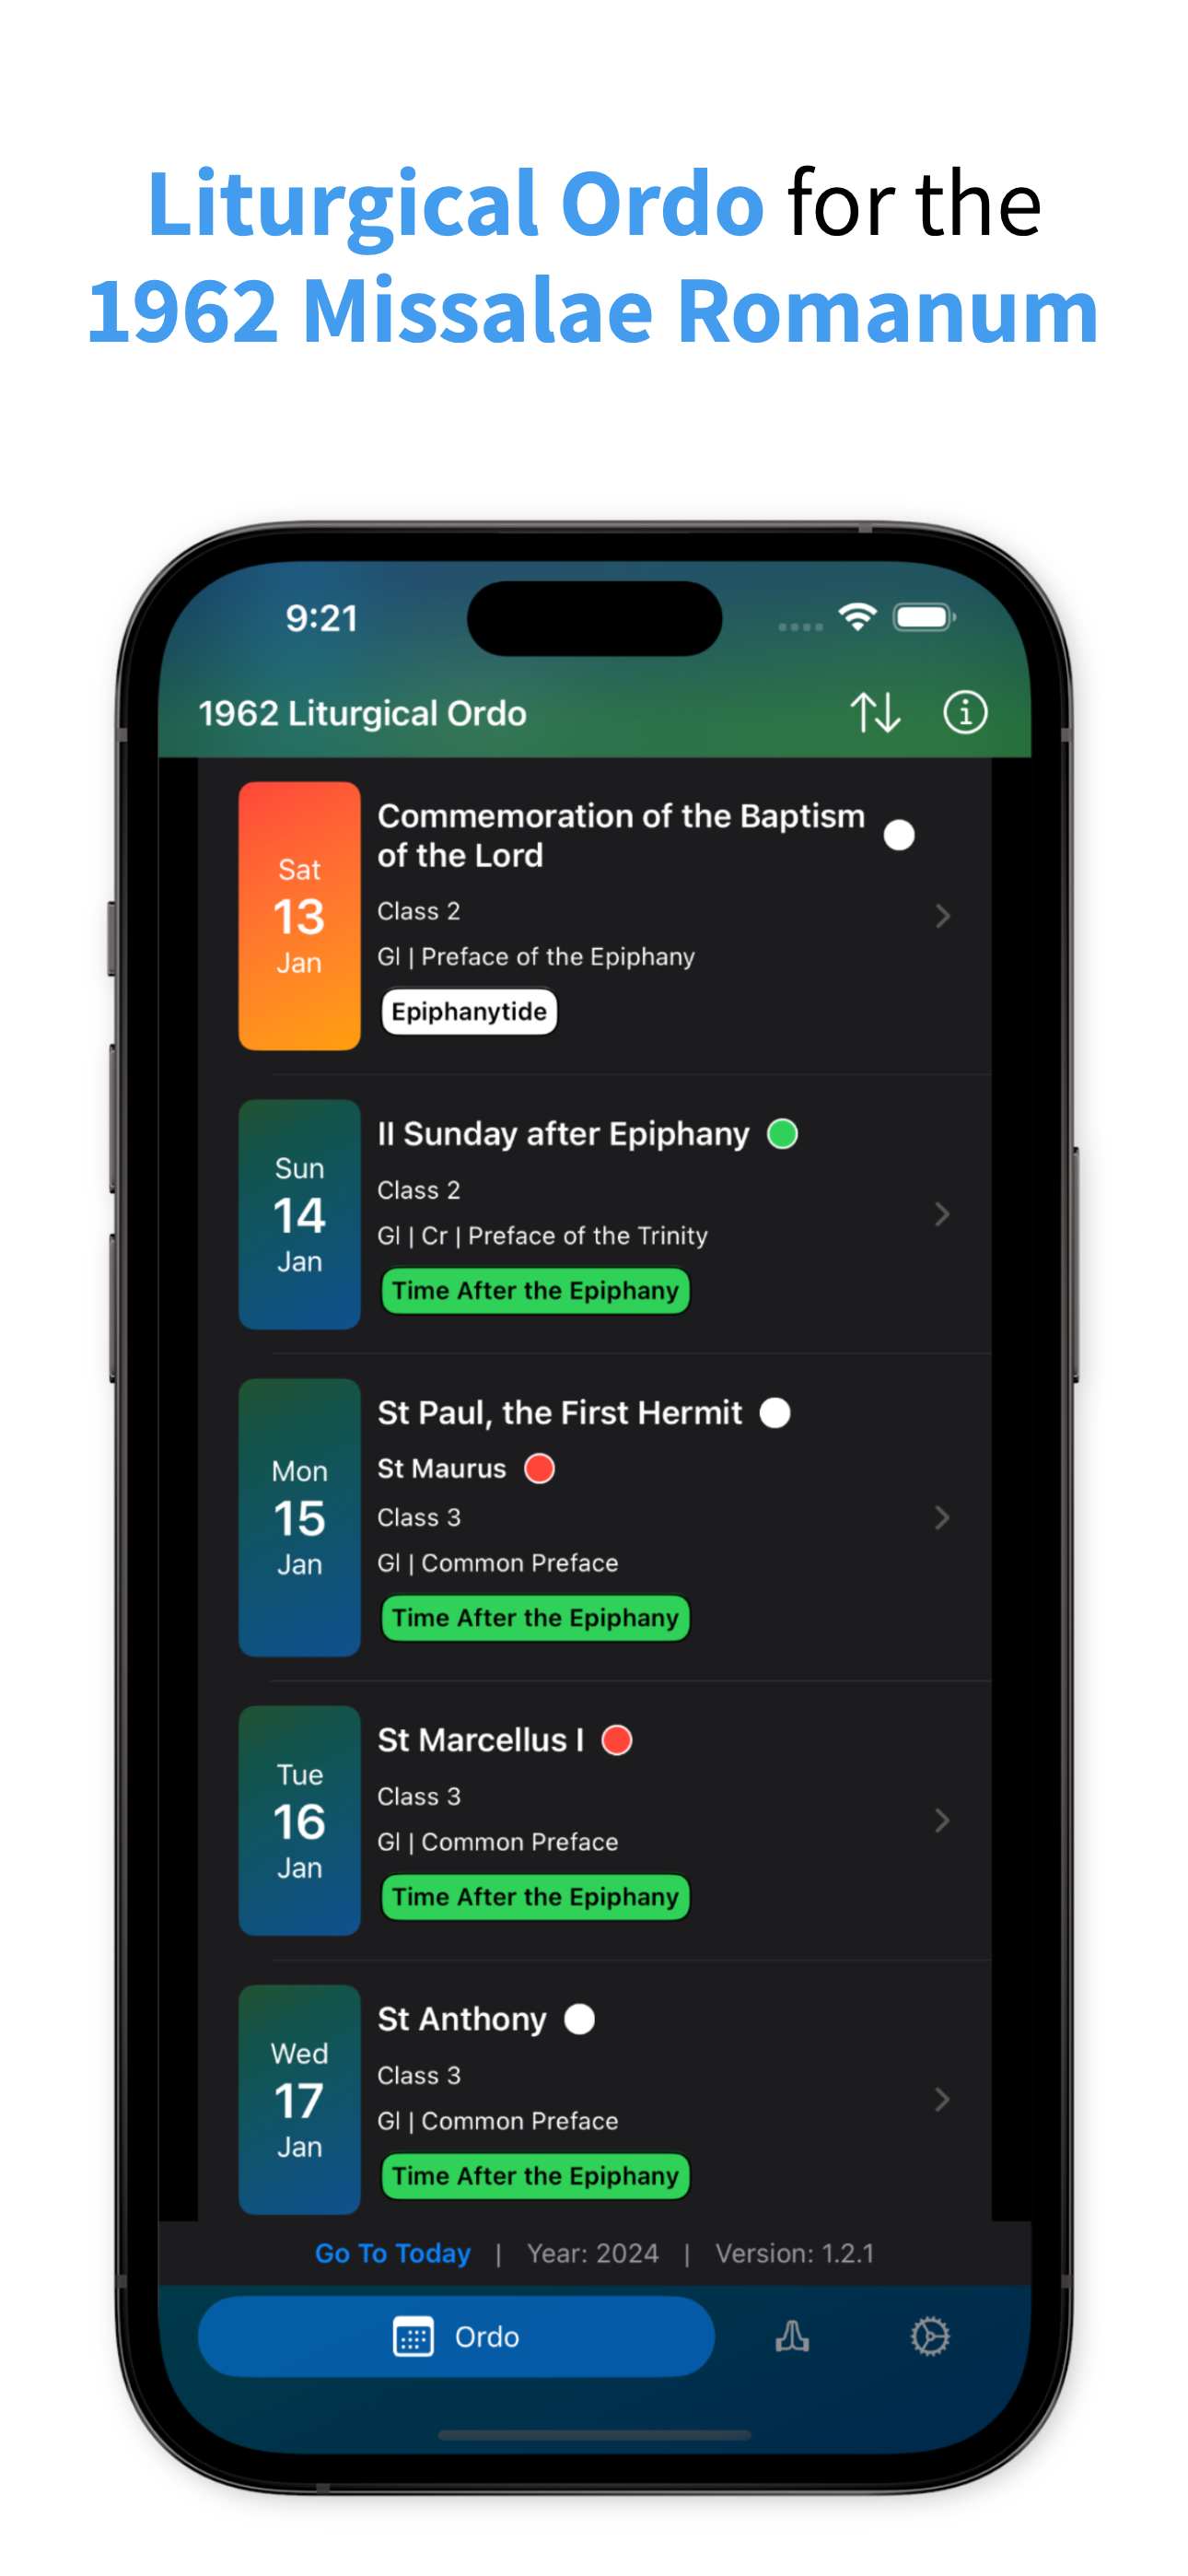 Liturgical Ordo for the
1962 Missalae Romanum
9:21
1962 Liturgical Ordo
Sat
13
Jan
Commemoration of the Baptism
of the Lord
Class 2
Gl | Preface of the Epiphany
Epiphanytide
Sun
14
Jan
II Sunday after Epiphany
Class 2
Gl | Cr | Preface of the Trinity
Time After the Epiphany
Mon
15
Jan
St Paul, the First Hermit
St Maurus
Class 3
Gl | Common Preface
Time After the Epiphany
Tue
16
Jan
St Marcellus I
Class 3
Gl | Common Preface
Time After the Epiphany
Wed
17
Jan
St Anthony
Class 3
Gl | Common Preface
Time After the Epiphany
Go To Today | Year: 2024 | Version: 1.2.1
Ordo